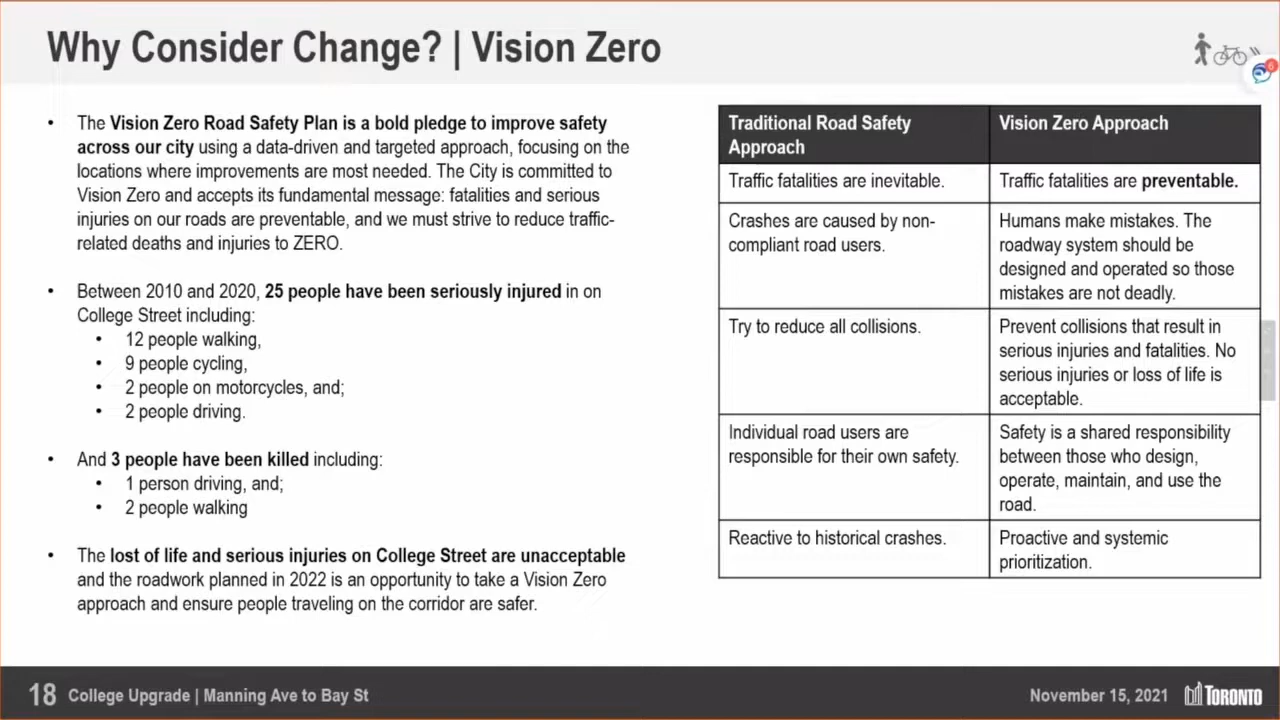 Why Consider Change? | Vision Zero
6
• The Vision Zero Road Safety Plan is a bold pledge to improve safety
across our city using a data-driven and targeted approach, focusing on the
locations where improvements are most needed. The City is committed to
Vision Zero and accepts its fundamental message: fatalities and serious
injuries on our roads are preventable, and we must strive to reduce traffic-
related deaths and injuries to ZERO.
• Between 2010 and 2020, 25 people have been seriously injured in on
College Street including:
• 12 people walking,
• 9 people cycling,
• 2 people on motorcycles, and;
• 2 people driving.
• And 3 people have been killed including:
• 1 person driving, and;
• 2 people walking
• The lost of life and serious injuries on College Street are unacceptable
and the roadwork planned in 2022 is an opportunity to take a Vision Zero
approach and ensure people traveling on the corridor are safer.
Traditional Road Safety
Approach
Vision Zero Approach
Traffic fatalities are inevitable.
Traffic fatalities are preventable.
Crashes are caused by non-
compliant road users.
Humans make mistakes. The
roadway system should be
designed and operated so those
mistakes are not deadly.
Try to reduce all collisions.
Prevent collisions that result in
serious injuries and fatalities. No
serious injuries or loss of life is
acceptable.
Individual road users are
responsible for their own safety.
Safety is a shared responsibility
between those who design,
operate, maintain, and use the
road.
Reactive to historical crashes.
Proactive and systemic
prioritization.
18 College Upgrade | Manning Ave to Bay St
November 15, 2021 TORONTO